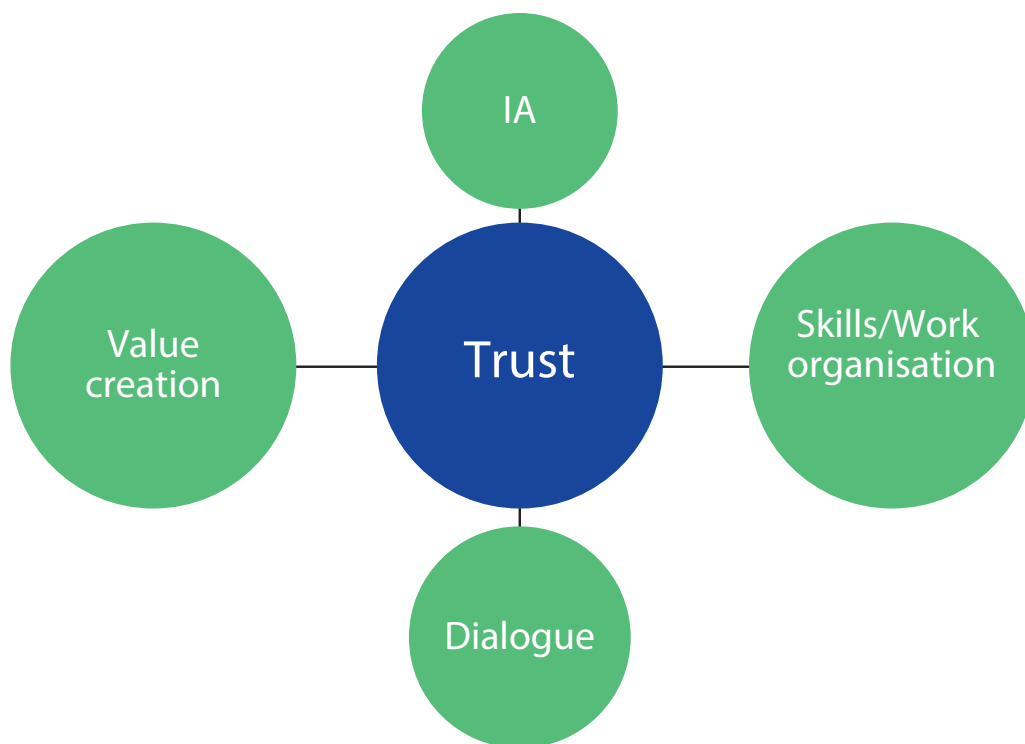 IA
Value
creation
Trust
Skills/Work
organisation
Dialogue